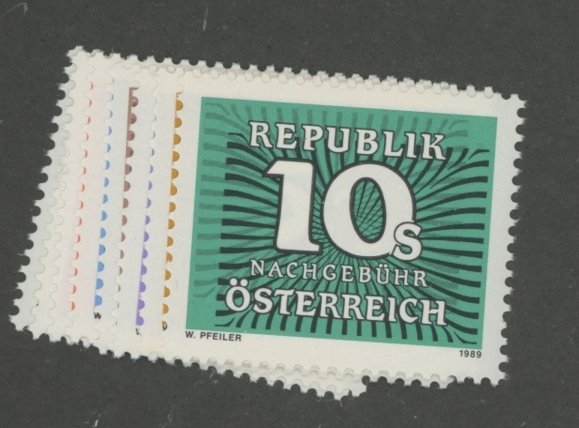 REPUBLIK
10s
NACHGEBÜHR
ÖSTERREICH
W. PFEILER
1989